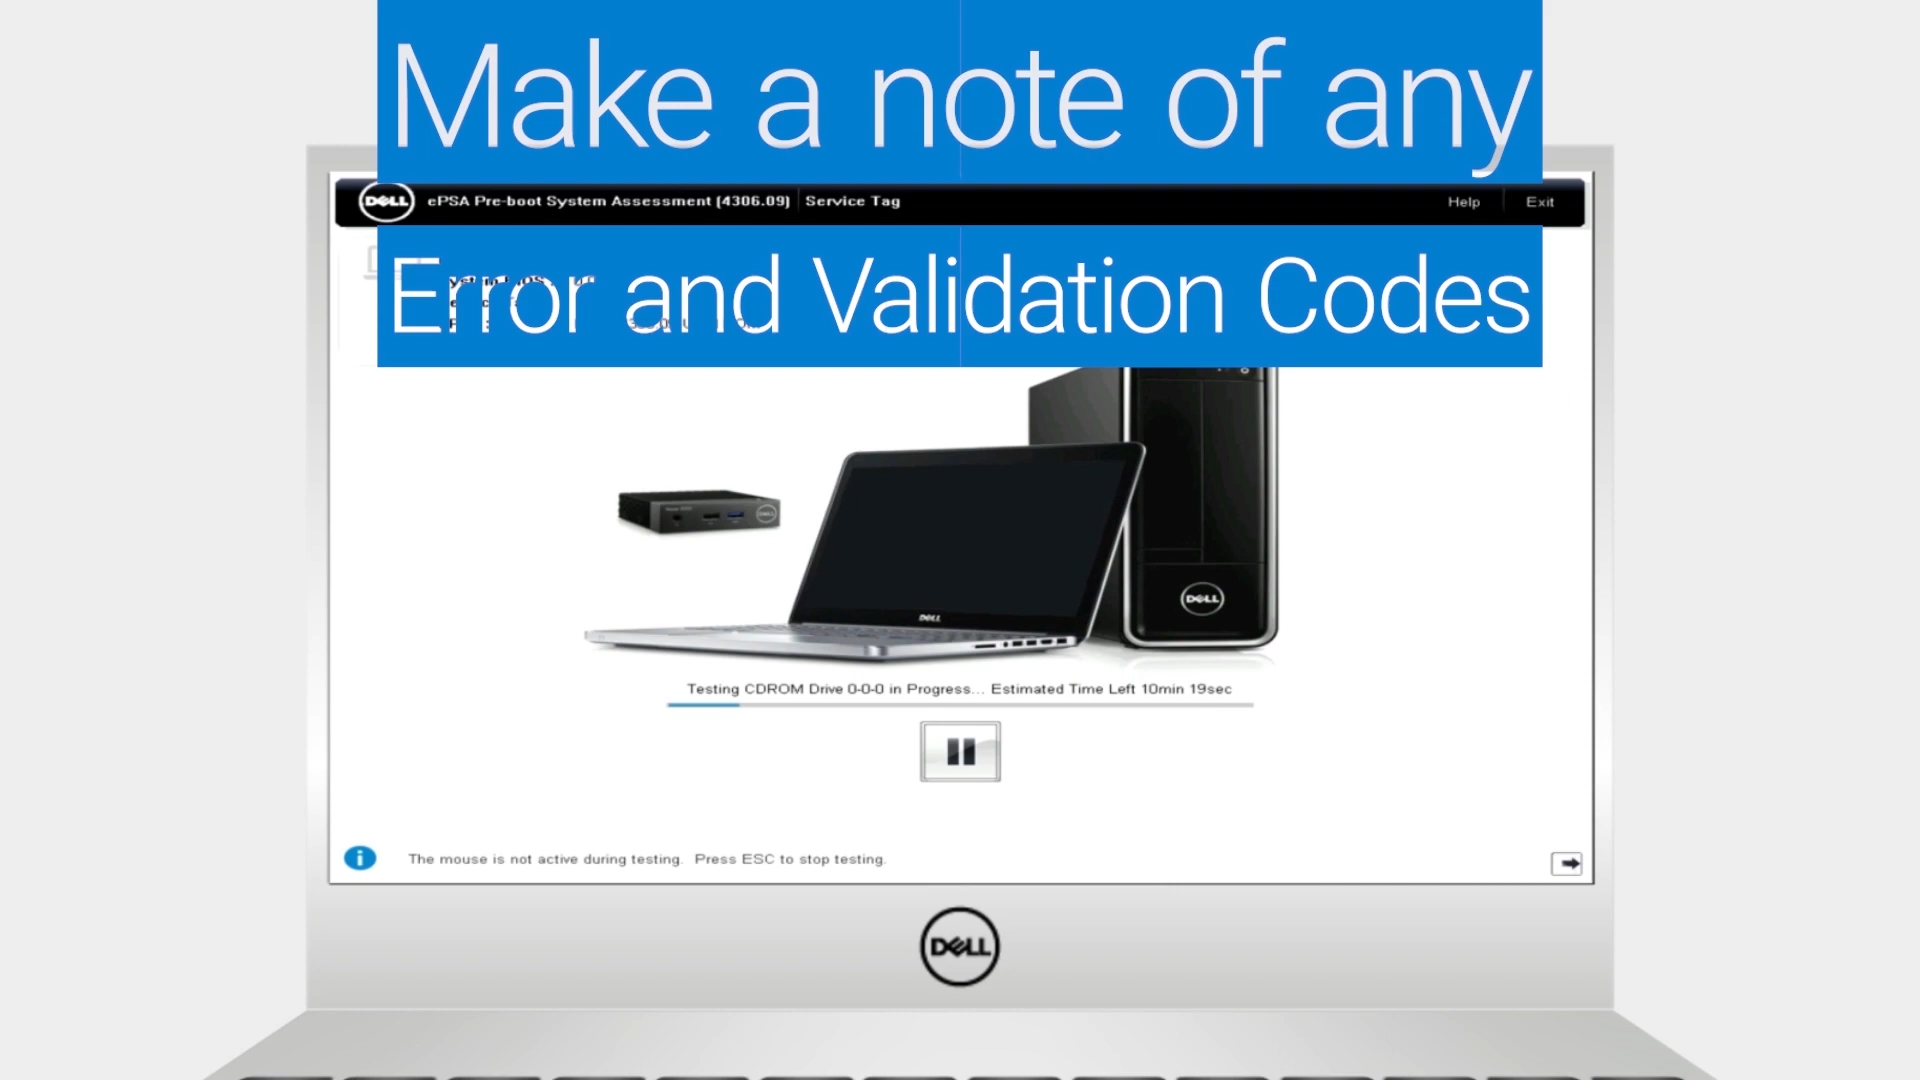 Make a note of any
DELL ePSA Pre-boot System Assessment (4306.09) Service Tag Help Exit
Error and Validation Codes
DELL
DELL
DELL
Testing CDROM Drive 0-0-0 in Progress... Estimated Time Left 10min 19sec
The mouse is not active during testing. Press ESC to stop testing.
DELL